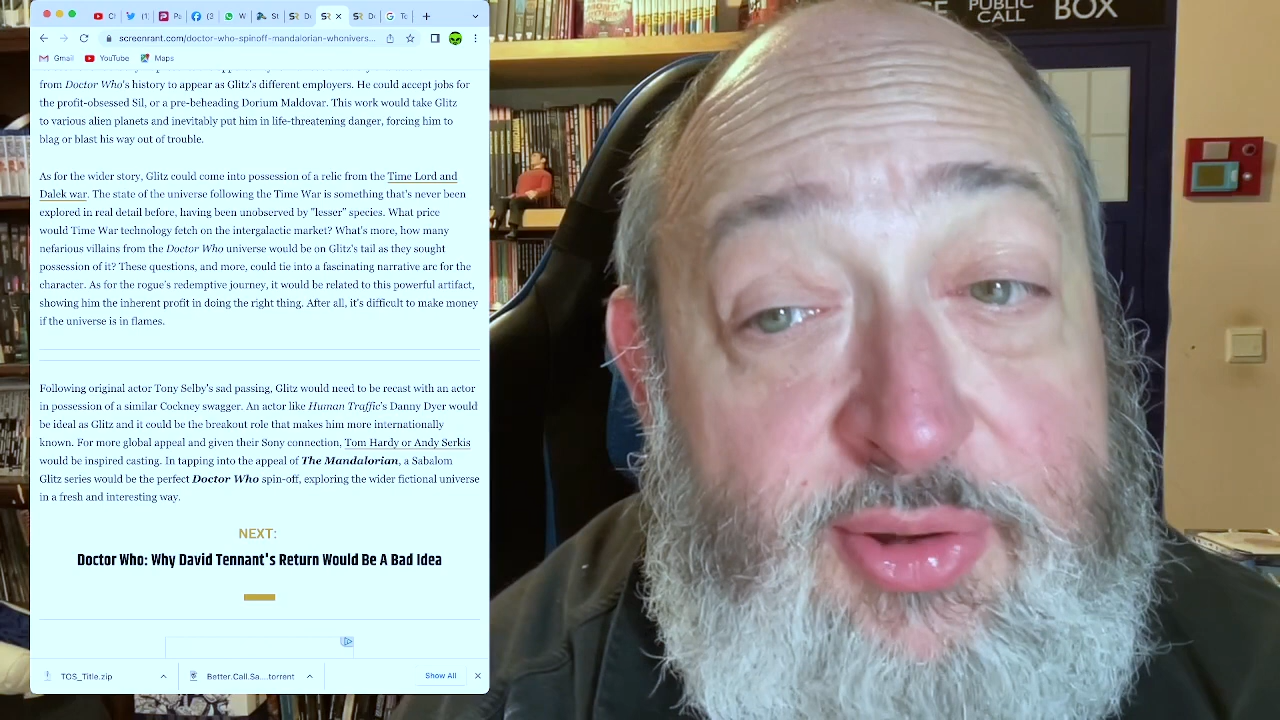 screenrant.com/doctor-who-spinoff-mandalorian-whonivers...
Gmail YouTube Maps
from Doctor Who's history to appear as Glitz's different employers. He could accept jobs for
the profit-obsessed Sil, or a pre-beheading Dorium Maldovar. This work would take Glitz
to various alien planets and inevitably put him in life-threatening danger, forcing him to
blag or blast his way out of trouble.
As for the wider story, Glitz could come into possession of a relic from the Time Lord and
Dalek war. The state of the universe following the Time War is something that's never been
explored in real detail before, having been unobserved by "lesser" species. What price
would Time War technology fetch on the intergalactic market? What's more, how many
nefarious villains from the Doctor Who universe would be on Glitz's tail as they sought
possession of it? These questions, and more, could tie into a fascinating narrative arc for the
character. As for the rogue's redemptive journey, it could be related to this powerful artifact,
showing him the inherent profit in doing the right thing. After all, it's difficult to make money
if the universe is in flames.
Following original actor Tony Selby's sad passing, Glitz would need to be recast with an actor
in possession of a similar Cockney swagger. An actor like Human Traffic's Danny Dyer would
be ideal as Glitz and it could be the breakout role that makes him more internationally
known. For more global appeal and given their Sony connection, Tom Hardy or Andy Serkis
would be inspired casting. In tapping into the appeal of The Mandalorian, a Sabalom
Glitz series would be the perfect Doctor Who spin-off, exploring the wider fictional universe
in a fresh and interesting way.
NEXT:
Doctor Who: Why David Tennant's Return Would Be A Bad Idea
TCS_Title.zip
Better.Call.Sa....torrent
Show All
PUBLIC
CALL
BOX